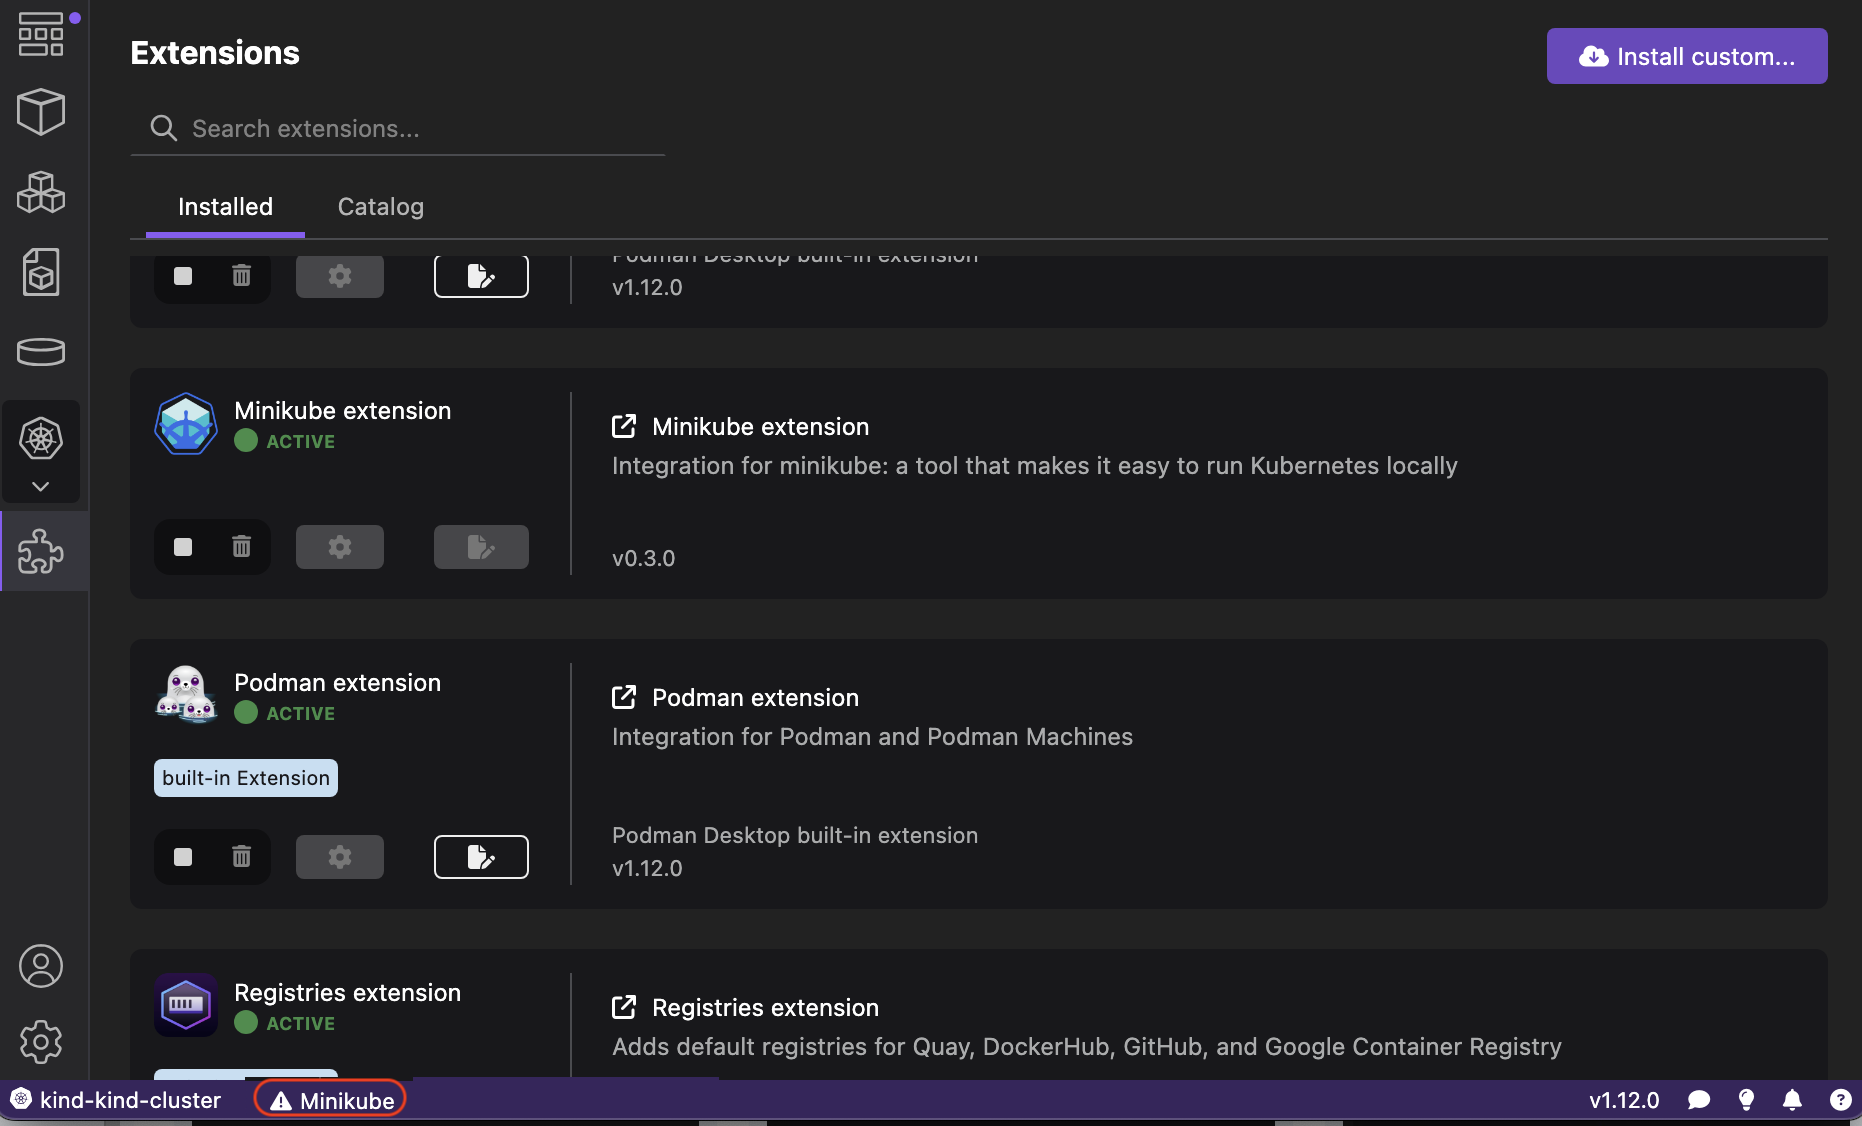 Extensions
Install custom...
Search extensions...
Installed
Catalog
Podman Desktop built-in extension
v1.12.0
Minikube extension
ACTIVE
Minikube extension
Integration for minikube: a tool that makes it easy to run Kubernetes locally
v0.3.0
Podman extension
ACTIVE
built-in Extension
Podman extension
Integration for Podman and Podman Machines
Podman Desktop built-in extension
v1.12.0
Registries extension
ACTIVE
Registries extension
Adds default registries for Quay, DockerHub, GitHub, and Google Container Registry
kind-kind-cluster
Minikube
v1.12.0